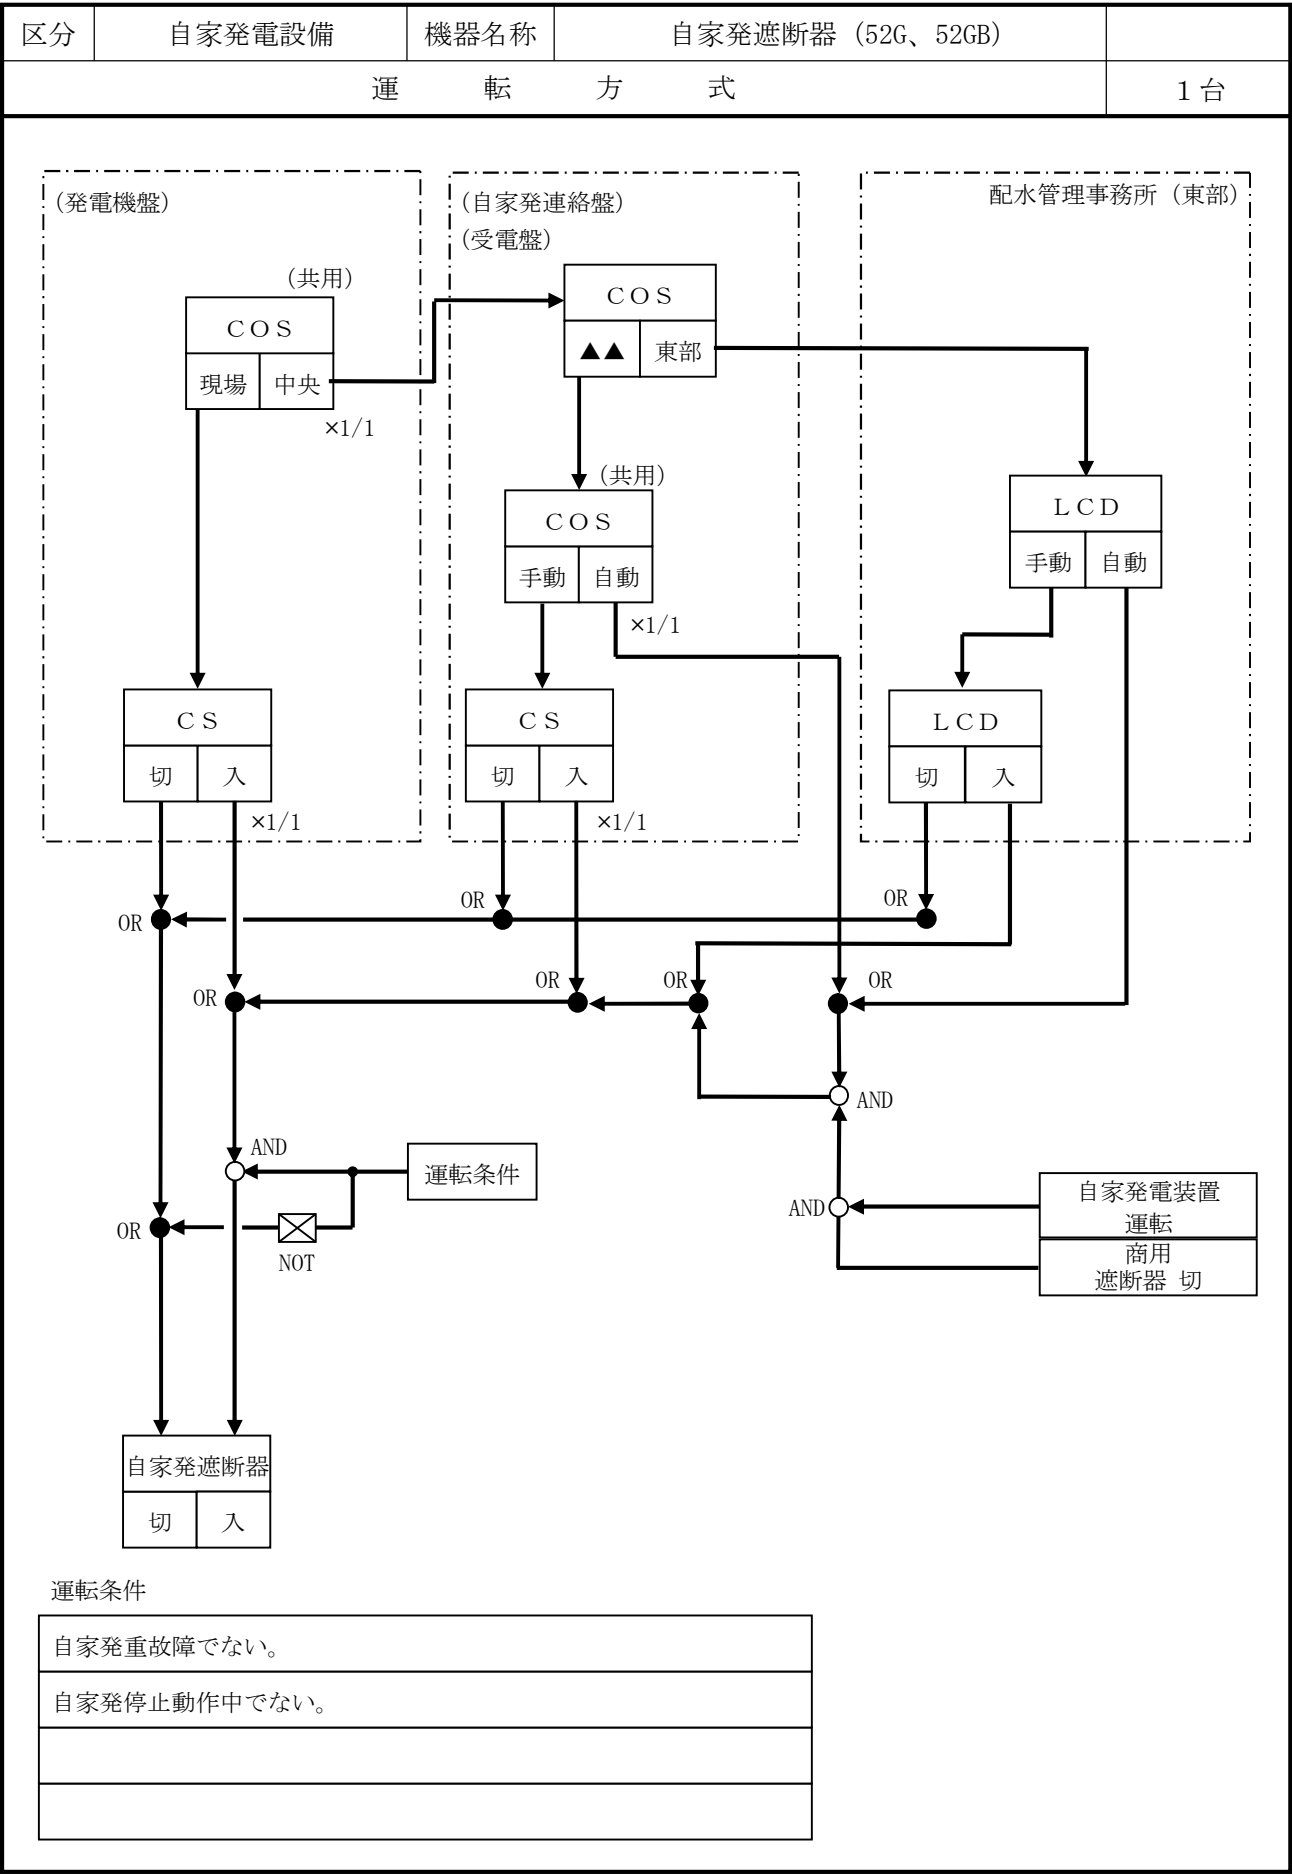 区分 自家発電設備 機器名称 自家発遮断器（52G、52GB）
運転方式 １台
（発電機盤）
（自家発連絡盤）
（受電盤）
配水管理事務所（東部）
（共用）
ＣＯＳ
現場 中央
×1/1
ＣＯＳ
▲▲ 東部
（共用）
ＣＯＳ
手動 自動
×1/1
ＬＣＤ
手動 自動
ＣＳ
切 入
×1/1
ＣＳ
切 入
×1/1
ＬＣＤ
切 入
OR
OR
OR
OR
OR
OR
OR
AND
AND
運転条件
AND
自家発電装置
運転
商用
遮断器 切
OR
NOT
自家発遮断器
切 入
運転条件
自家発重故障でない。
自家発停止動作中でない。